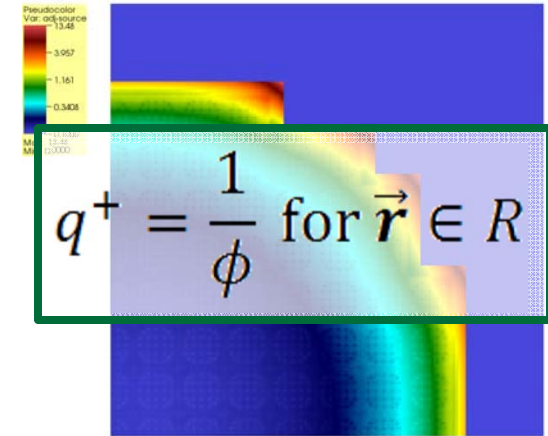 Pseudocolor
Var: adj-source
13.48
3.957
1.161
0.3408
q⁺ = 1/ϕ for r⃗ ∈ R